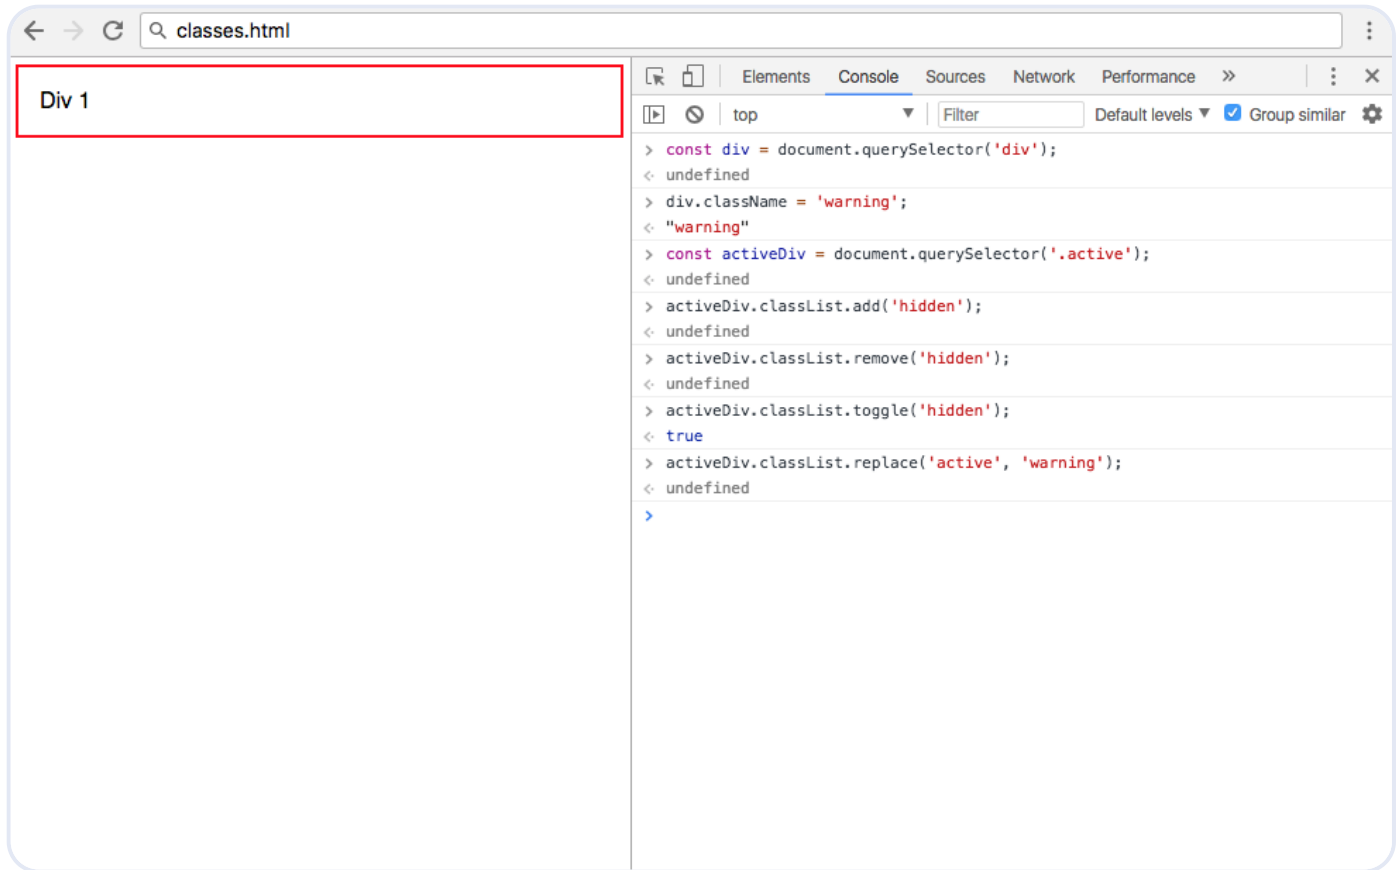 classes.html
Div 1
Elements Console Sources Network Performance »
top Filter Default levels Group similar
> const div = document.querySelector('div');
undefined
> div.className = 'warning';
"warning"
> const activeDiv = document.querySelector('.active');
undefined
> activeDiv.classList.add('hidden');
undefined
> activeDiv.classList.remove('hidden');
undefined
> activeDiv.classList.toggle('hidden');
true
> activeDiv.classList.replace('active', 'warning');
undefined
>